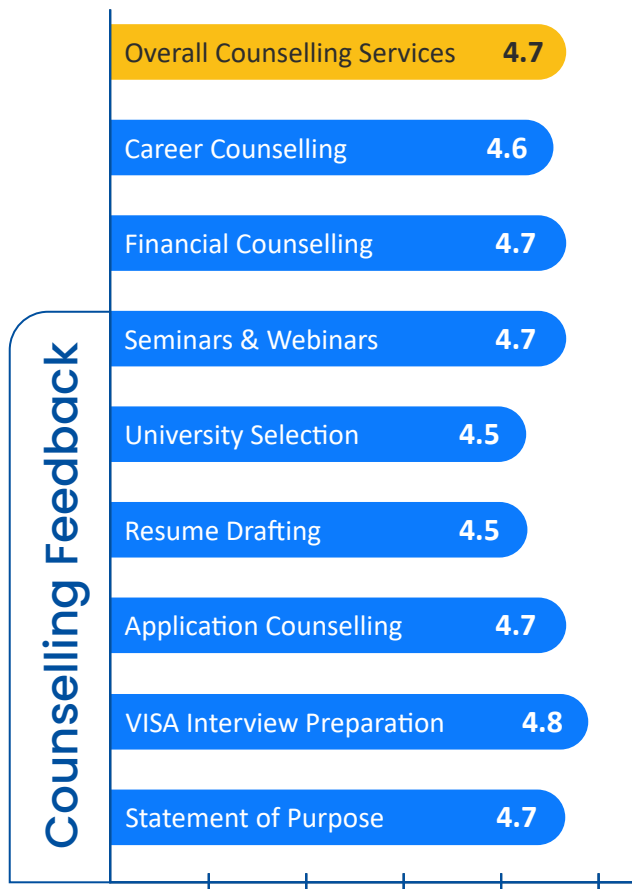 Overall Counselling Services 4.7
Career Counselling 4.6
Financial Counselling 4.7
Seminars & Webinars 4.7
University Selection 4.5
Resume Drafting 4.5
Application Counselling 4.7
VISA Interview Preparation 4.8
Statement of Purpose 4.7
Counselling Feedback